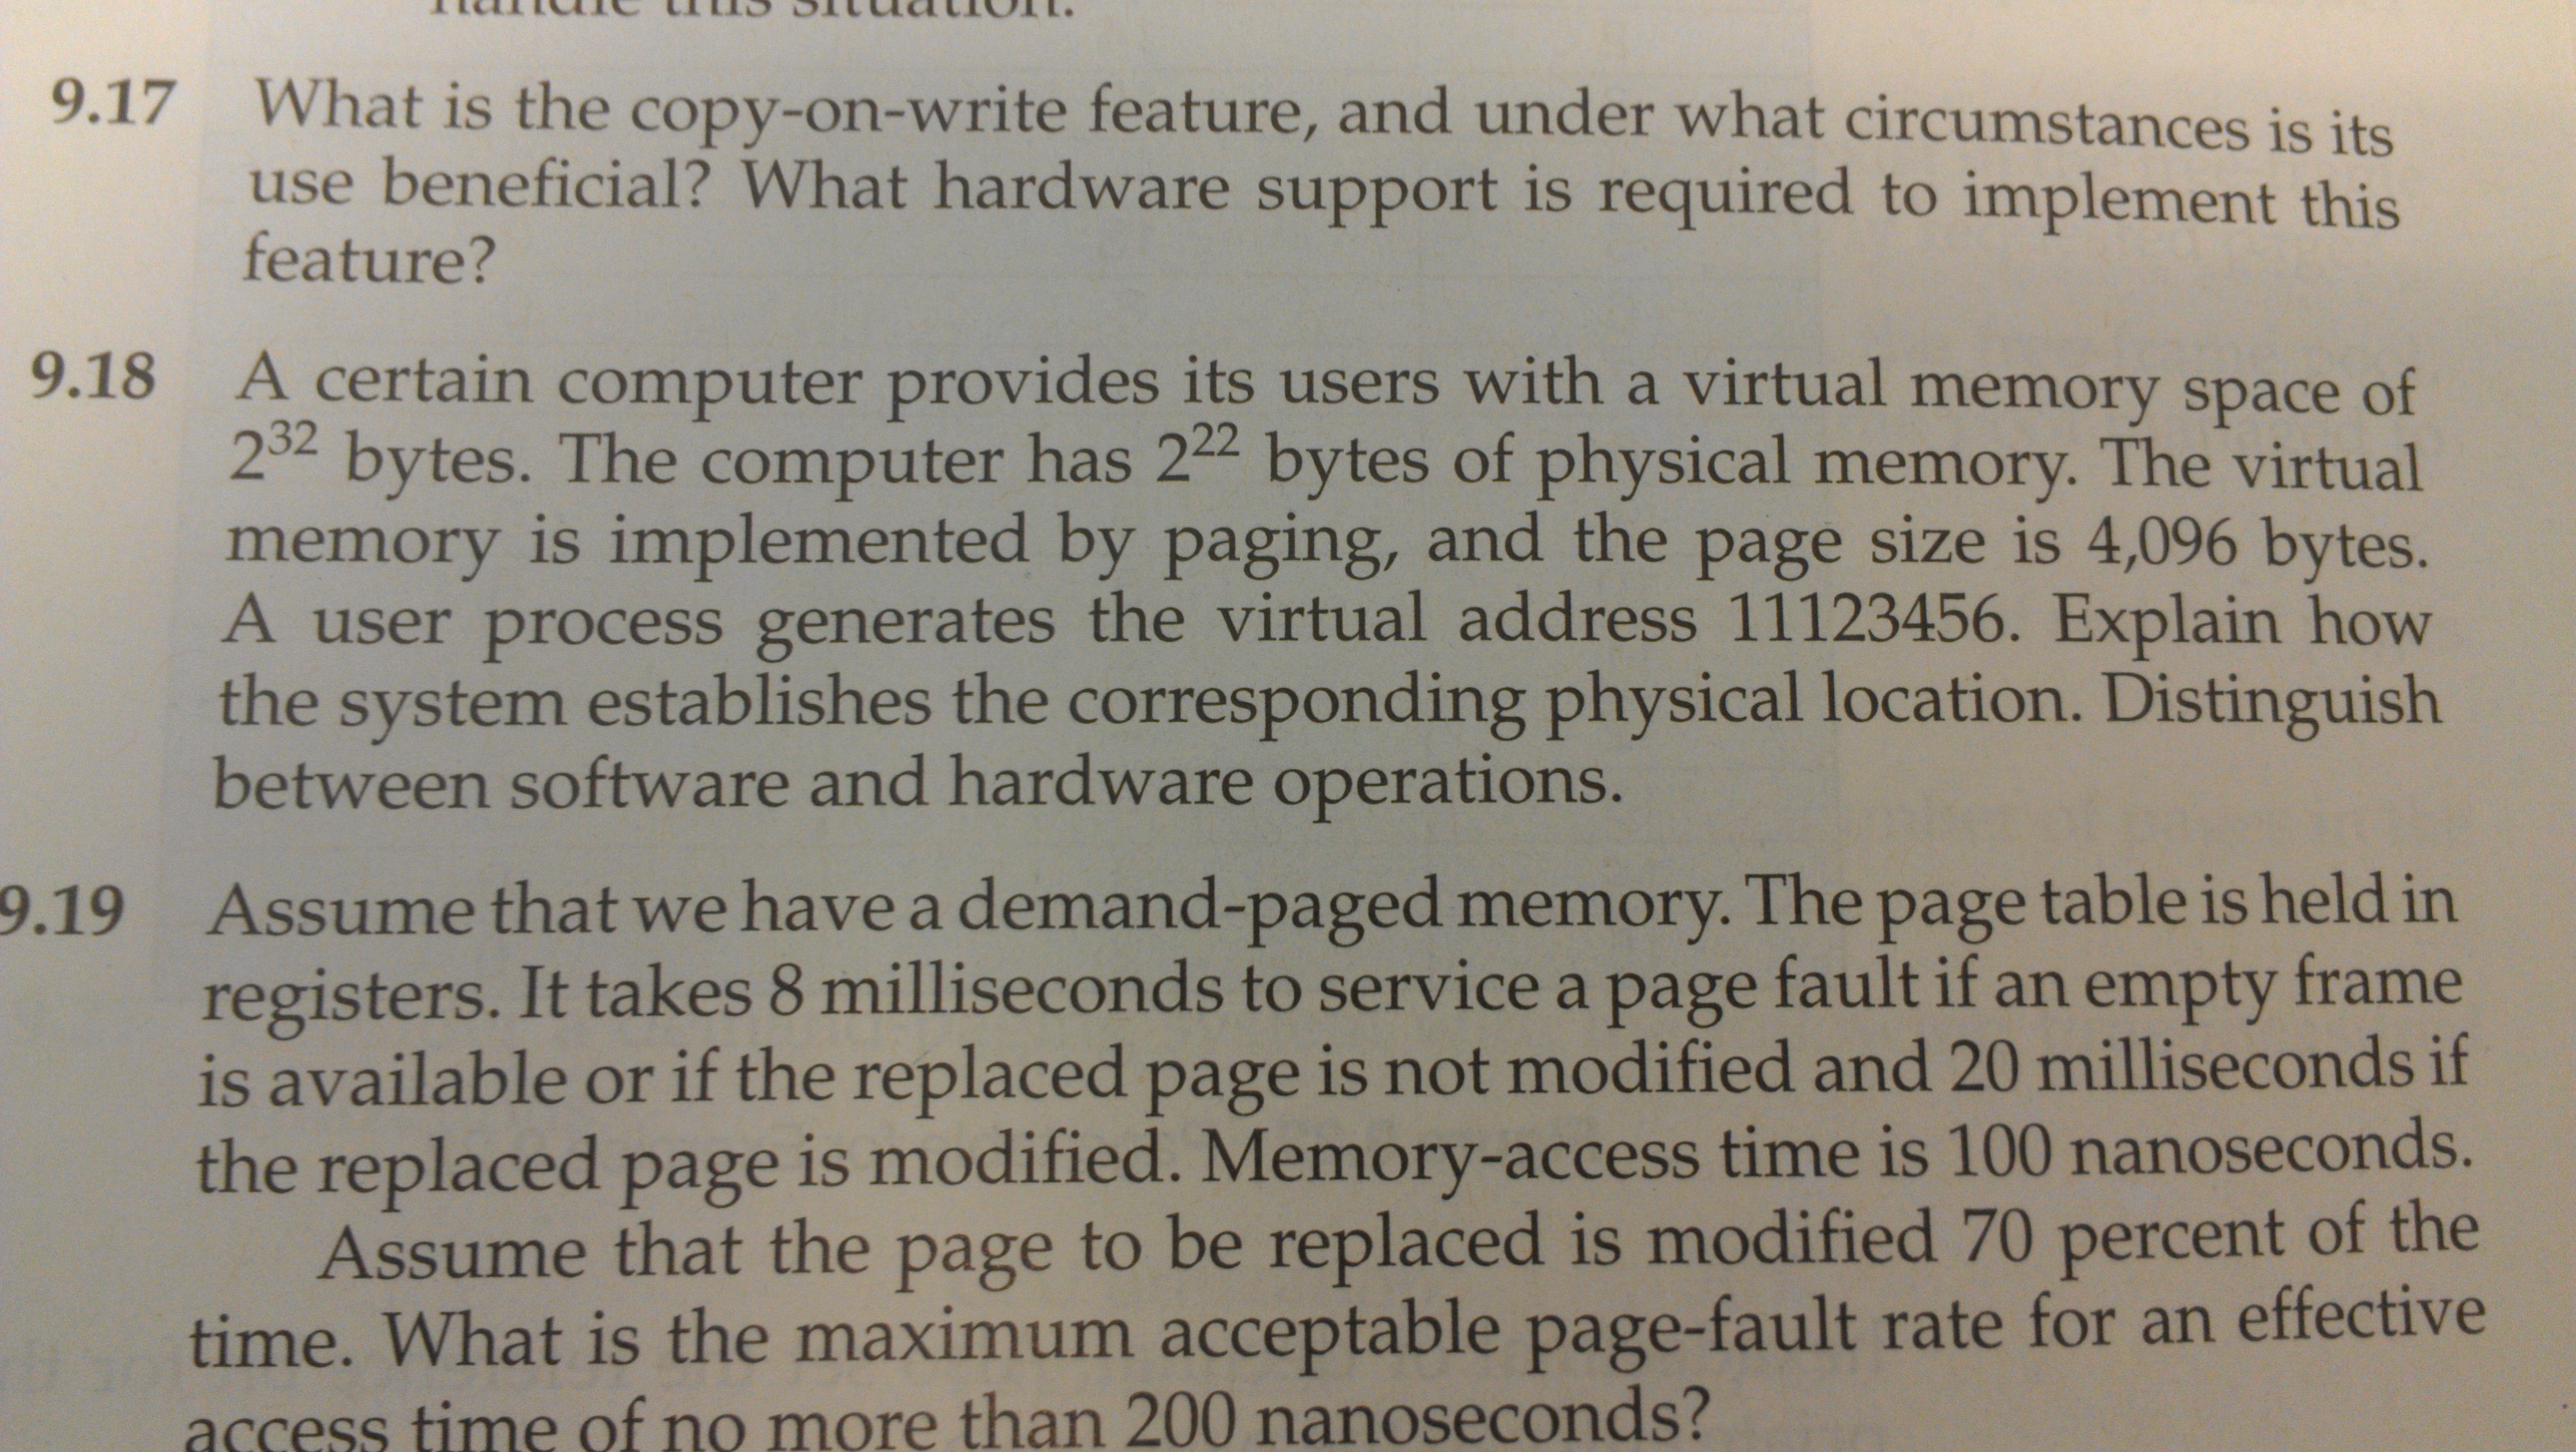 handle this situation.
9.17 What is the copy-on-write feature, and under what circumstances is its
use beneficial? What hardware support is required to implement this
feature?
9.18 A certain computer provides its users with a virtual memory space of
2³² bytes. The computer has 2²² bytes of physical memory. The virtual
memory is implemented by paging, and the page size is 4,096 bytes.
A user process generates the virtual address 11123456. Explain how
the system establishes the corresponding physical location. Distinguish
between software and hardware operations.
9.19 Assume that we have a demand-paged memory. The page table is held in
registers. It takes 8 milliseconds to service a page fault if an empty frame
is available or if the replaced page is not modified and 20 milliseconds if
the replaced page is modified. Memory-access time is 100 nanoseconds.
Assume that the page to be replaced is modified 70 percent of the
time. What is the maximum acceptable page-fault rate for an effective
access time of no more than 200 nanoseconds?